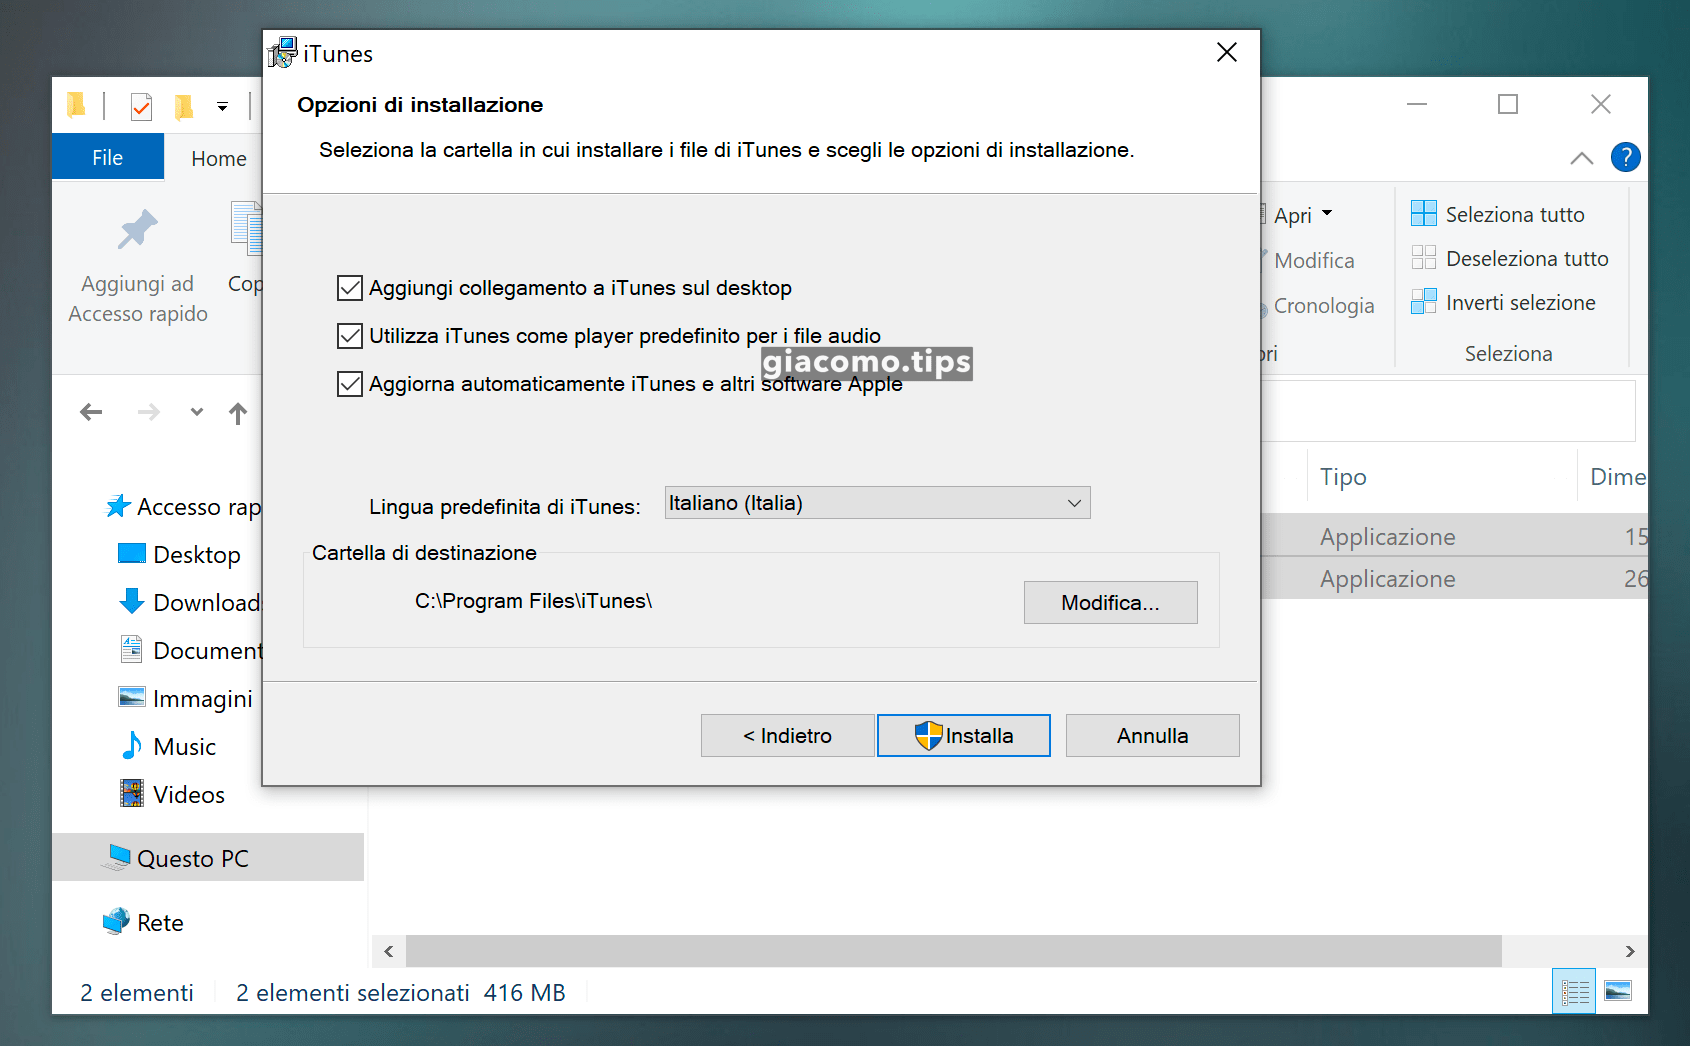 iTunes
Opzioni di installazione
Seleziona la cartella in cui installare i file di iTunes e scegli le opzioni di installazione.
Aggiungi collegamento a iTunes sul desktop
Utilizza iTunes come player predefinito per i file audio
giacomo.tips
Aggiorna automaticamente iTunes e altri software Apple
Lingua predefinita di iTunes:
Italiano (Italia)
Cartella di destinazione
C:\Program Files\iTunes\
Modifica...
< Indietro
Installa
Annulla
File
Home
?
Aggiungi ad
Accesso rapido
Cop
Apri
Modifica
Cronologia
ri
Seleziona tutto
Deseleziona tutto
Inverti selezione
Seleziona
Tipo
Dime
Applicazione
15
Applicazione
26
Accesso rap
Desktop
Download
Document
Immagini
Music
Videos
Questo PC
Rete
2 elementi
2 elementi selezionati 416 MB